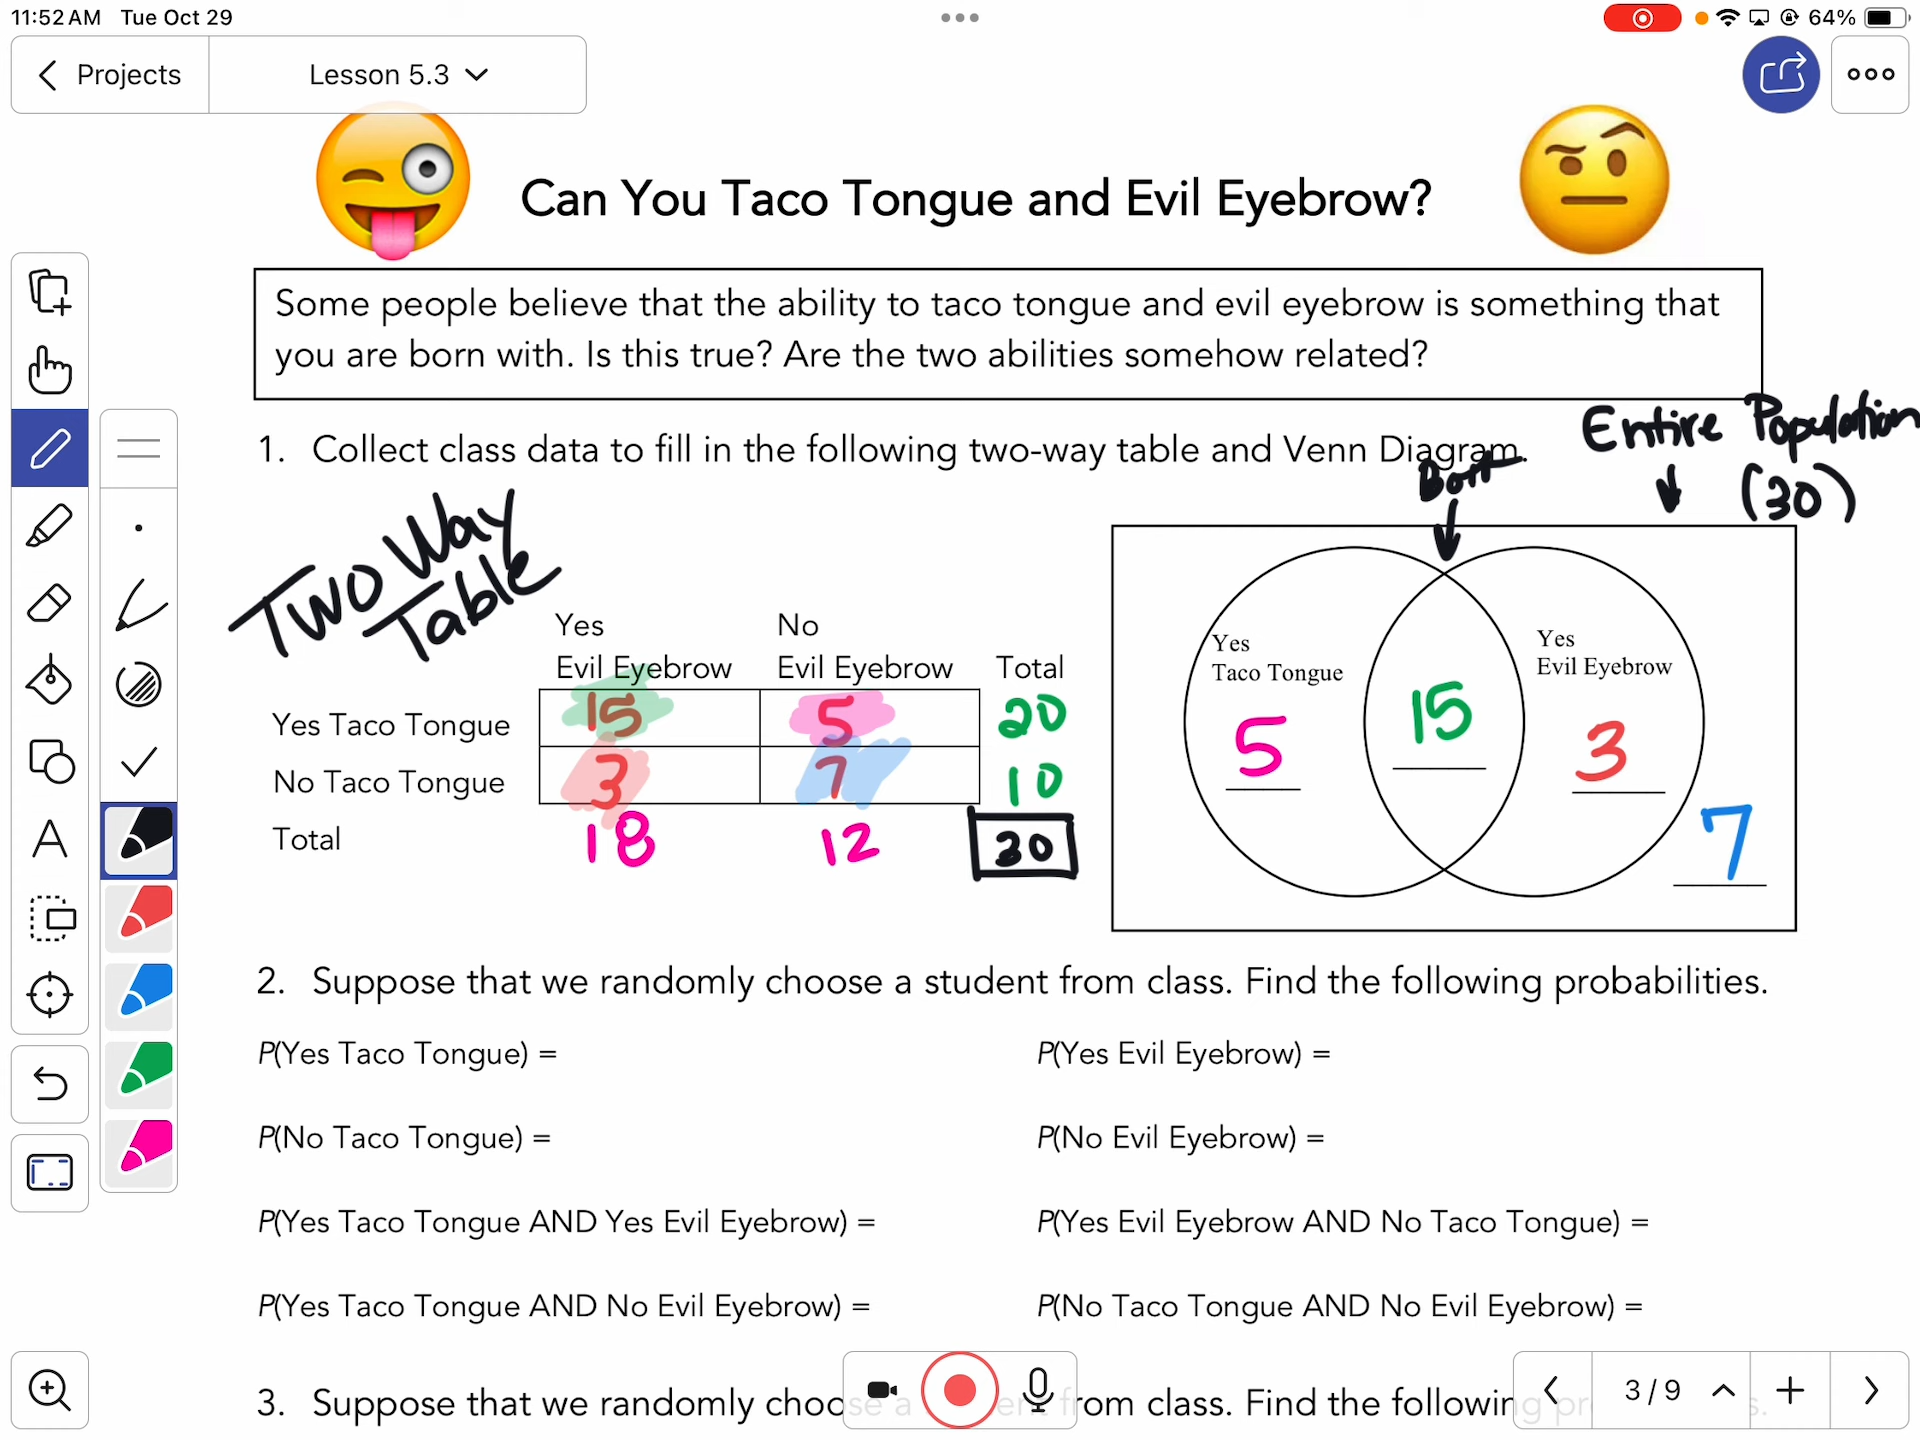 11:52 AM Tue Oct 29
64%
Projects
Lesson 5.3
Can You Taco Tongue and Evil Eyebrow?
Some people believe that the ability to taco tongue and evil eyebrow is something that
you are born with. Is this true? Are the two abilities somehow related?
Entire Population
(30)
1. Collect class data to fill in the following two-way table and Venn Diagram.
Two Way
Table
Yes No
Evil Eyebrow Evil Eyebrow Total
Yes Taco Tongue 15 5 20
No Taco Tongue 3 7 10
Total 18 12 30
Yes
Taco Tongue
5
15
Yes
Evil Eyebrow
3
7
2. Suppose that we randomly choose a student from class. Find the following probabilities.
P(Yes Taco Tongue) = P(Yes Evil Eyebrow) =
P(No Taco Tongue) = P(No Evil Eyebrow) =
P(Yes Taco Tongue AND Yes Evil Eyebrow) = P(Yes Evil Eyebrow AND No Taco Tongue) =
P(Yes Taco Tongue AND No Evil Eyebrow) = P(No Taco Tongue AND No Evil Eyebrow) =
3. Suppose that we randomly choose a from class. Find the following
3/9